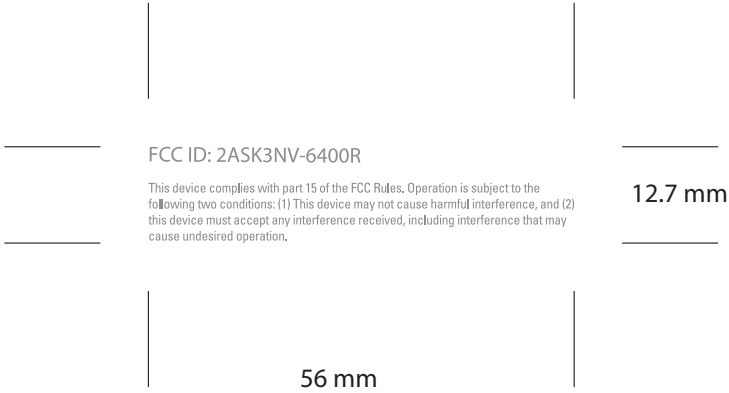 FCC ID: 2ASK3NV-6400R
This device complies with part 15 of the FCC Rules. Operation is subject to the
following two conditions: (1) This device may not cause harmful interference, and (2)
this device must accept any interference received, including interference that may
cause undesired operation.
12.7 mm
56 mm